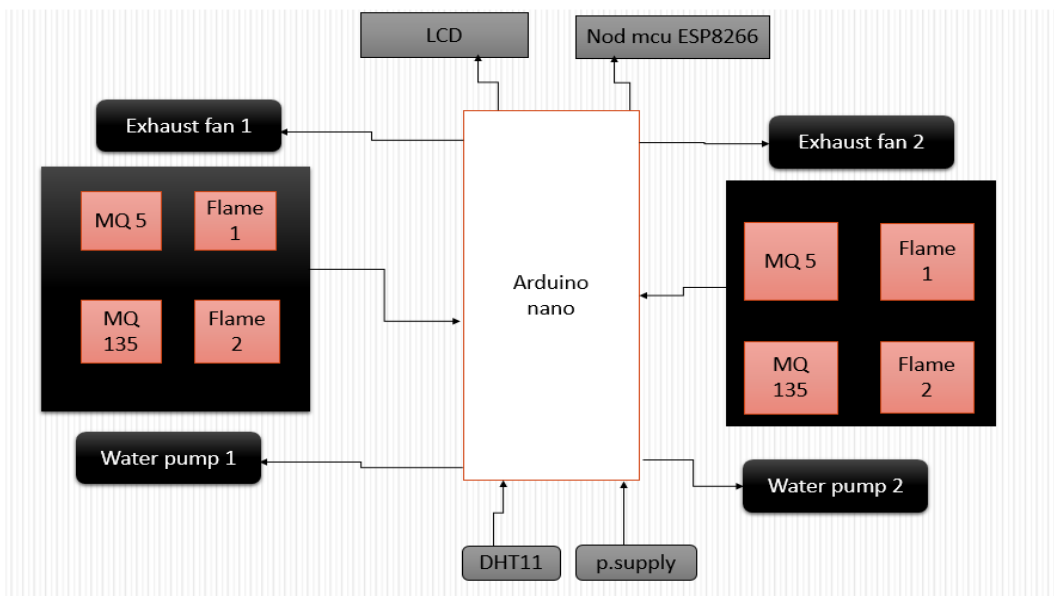 LCD
Nod mcu ESP8266
Exhaust fan 1
Exhaust fan 2
MQ 5
Flame
1
MQ
135
Flame
2
Arduino
nano
MQ 5
Flame
1
MQ
135
Flame
2
Water pump 1
Water pump 2
DHT11
p.supply